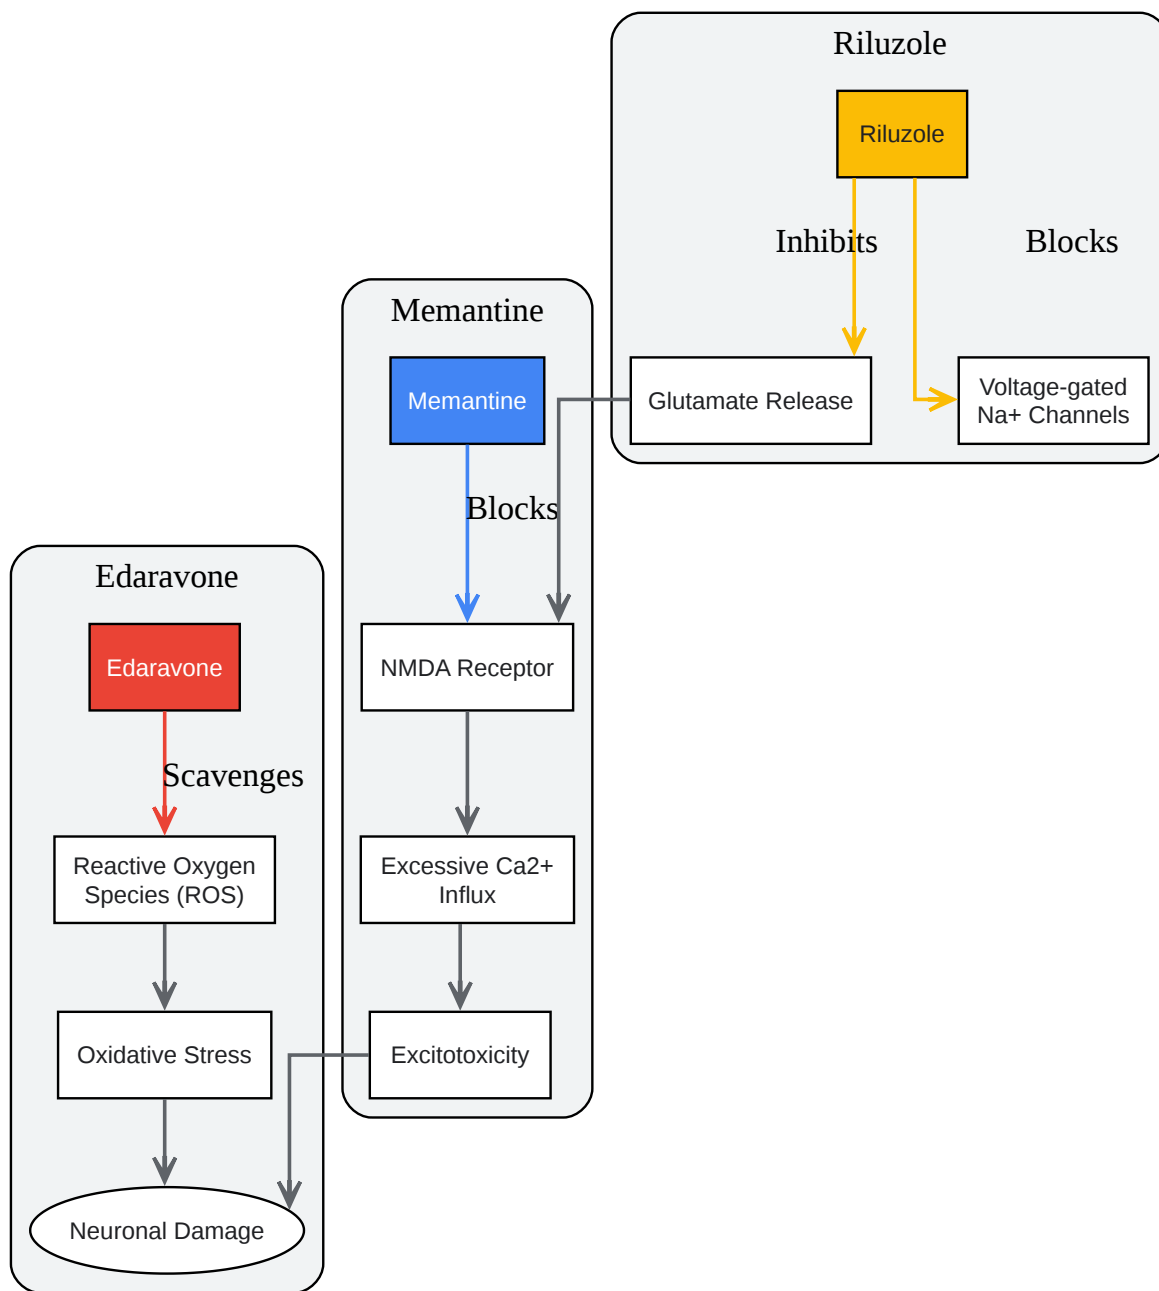 Riluzole
Riluzole
Inhibits
Blocks
Glutamate Release
Voltage-gated
Na+ Channels
Memantine
Memantine
Blocks
NMDA Receptor
Excessive Ca2+
Influx
Excitotoxicity
Edaravone
Edaravone
Scavenges
Reactive Oxygen
Species (ROS)
Oxidative Stress
Neuronal Damage